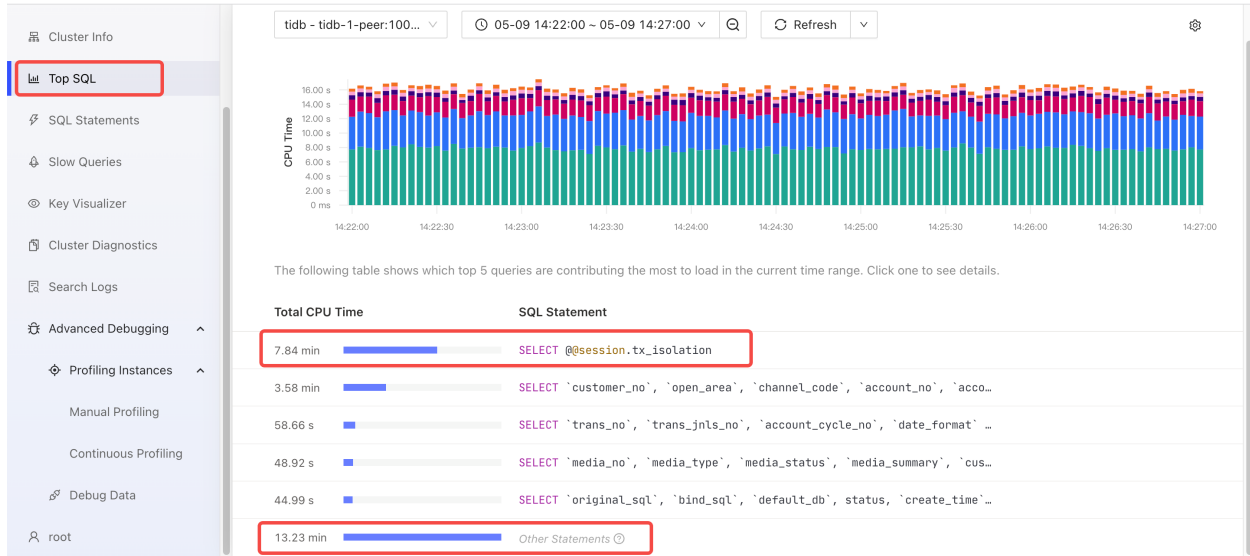 Cluster Info
Top SQL
SQL Statements
Slow Queries
Key Visualizer
Cluster Diagnostics
Search Logs
Advanced Debugging
Profiling Instances
Manual Profiling
Continuous Profiling
Debug Data
root
tidb - tidb-1-peer:100... 05-09 14:22:00 ~ 05-09 14:27:00 Refresh
CPU Time
16.00 s
14.00 s
12.00 s
10.00 s
8.00 s
6.00 s
4.00 s
2.00 s
0 ms
14:22:00 14:22:30 14:23:00 14:23:30 14:24:00 14:24:30 14:25:00 14:25:30 14:26:00 14:26:30 14:27:00
The following table shows which top 5 queries are contributing the most to load in the current time range. Click one to see details.
Total CPU Time SQL Statement
7.84 min SELECT @@session.tx_isolation
3.58 min SELECT `customer_no`, `open_area`, `channel_code`, `account_no`, `acco…
58.66 s SELECT `trans_no`, `trans_jnls_no`, `account_cycle_no`, `date_format` …
48.92 s SELECT `media_no`, `media_type`, `media_status`, `media_summary`, `cus…
44.99 s SELECT `original_sql`, `bind_sql`, `default_db`, status, `create_time`…
13.23 min Other Statements